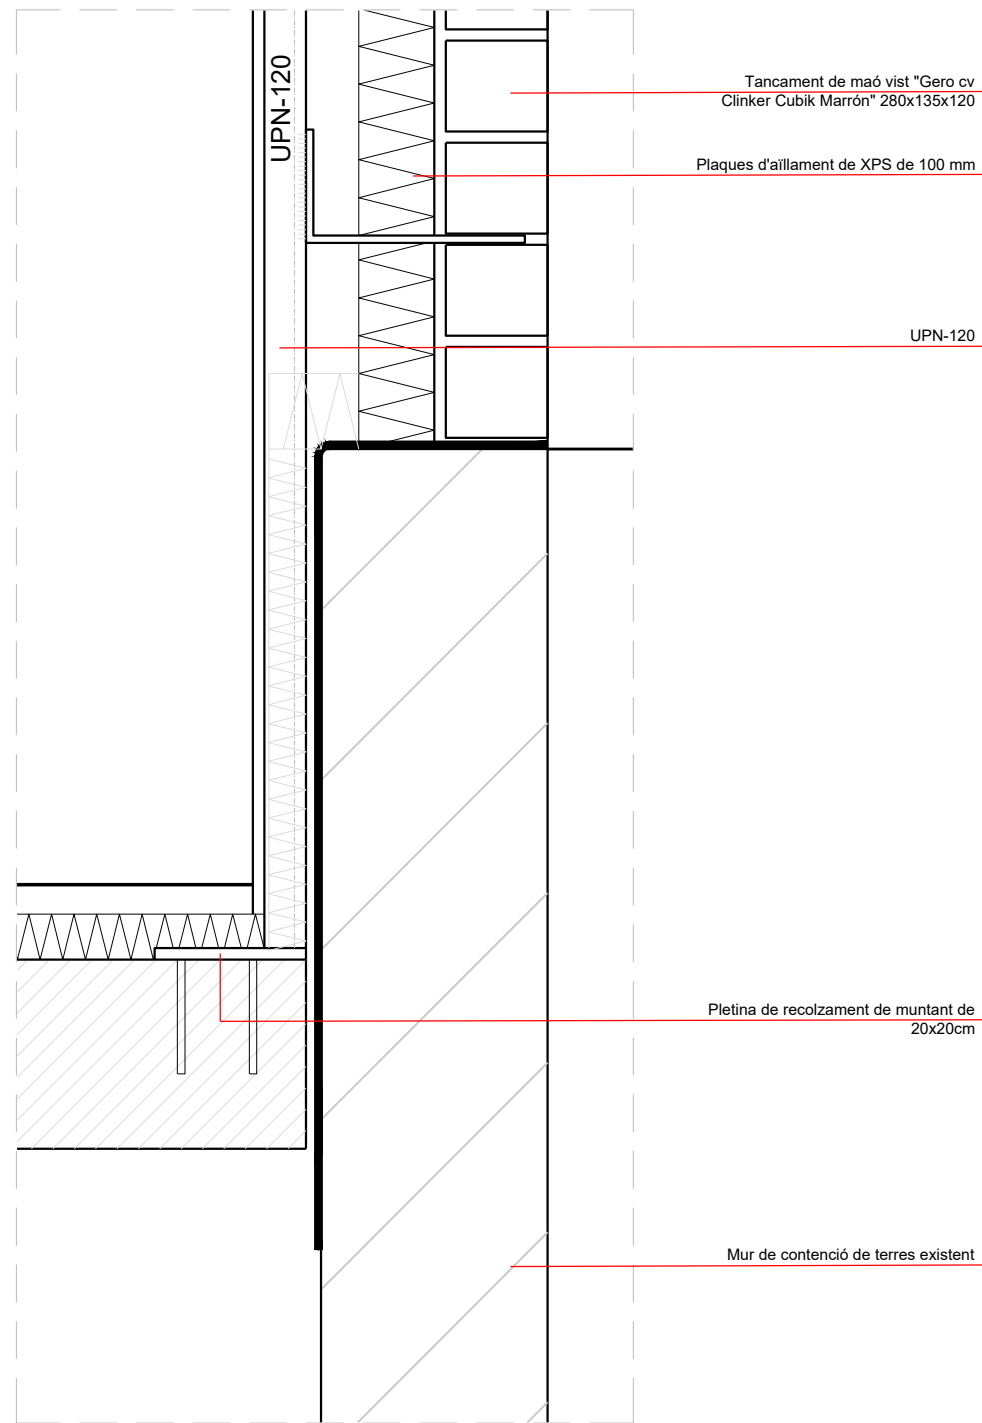 UPN-120
Tancament de maó vist "Gero cv
Clinker Cubik Marrón" 280x135x120
Plaques d'aïllament de XPS de 100 mm
UPN-120
Pletina de recolzament de muntant de
20x20cm
Mur de contenció de terres existent